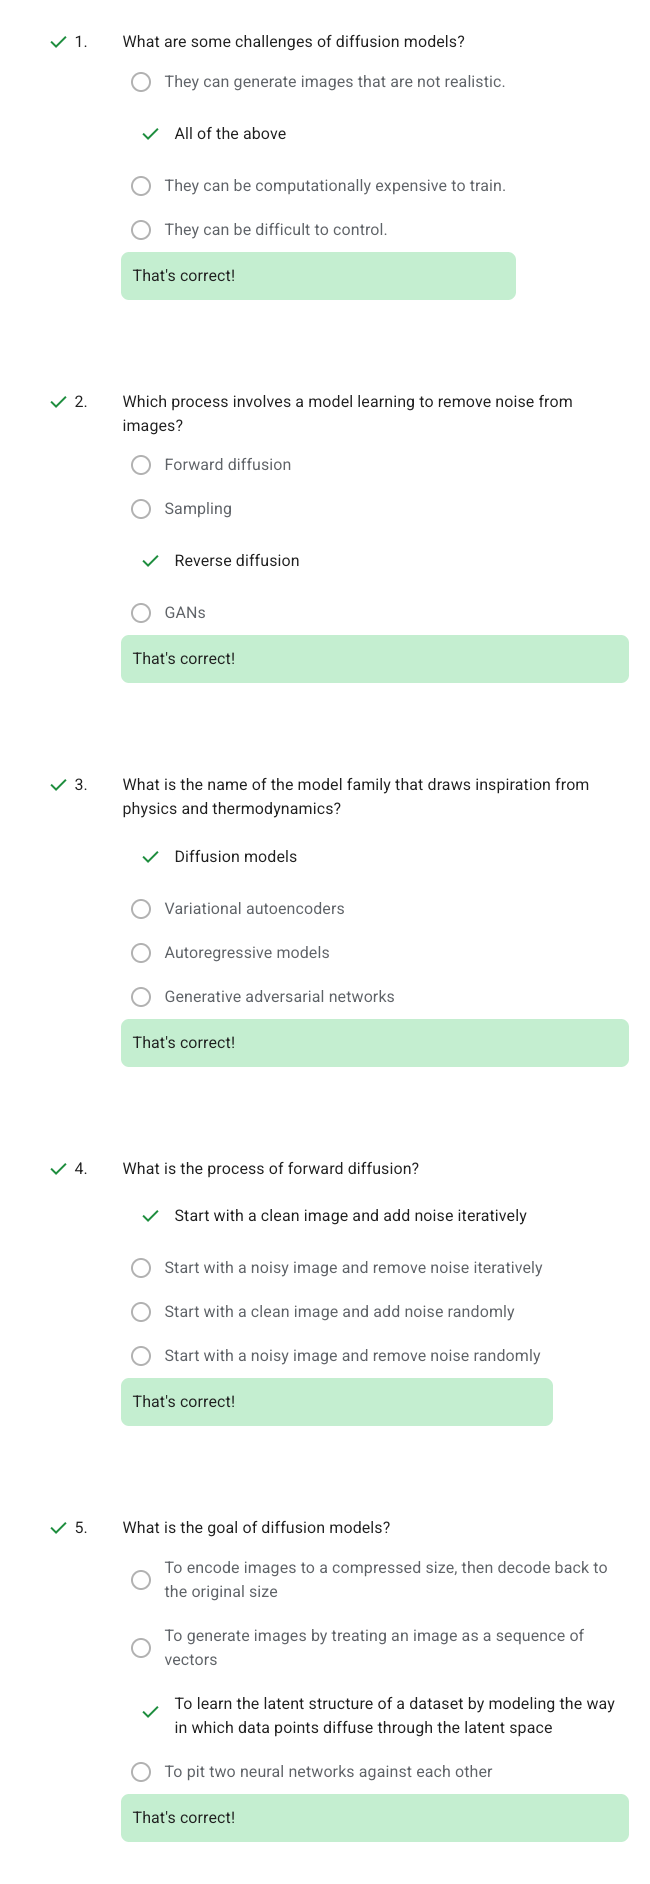 1. What are some challenges of diffusion models?
They can generate images that are not realistic.
All of the above
They can be computationally expensive to train.
They can be difficult to control.
That's correct!
2. Which process involves a model learning to remove noise from
images?
Forward diffusion
Sampling
Reverse diffusion
GANs
That's correct!
3. What is the name of the model family that draws inspiration from
physics and thermodynamics?
Diffusion models
Variational autoencoders
Autoregressive models
Generative adversarial networks
That's correct!
4. What is the process of forward diffusion?
Start with a clean image and add noise iteratively
Start with a noisy image and remove noise iteratively
Start with a clean image and add noise randomly
Start with a noisy image and remove noise randomly
That's correct!
5. What is the goal of diffusion models?
To encode images to a compressed size, then decode back to
the original size
To generate images by treating an image as a sequence of
vectors
To learn the latent structure of a dataset by modeling the way
in which data points diffuse through the latent space
To pit two neural networks against each other
That's correct!